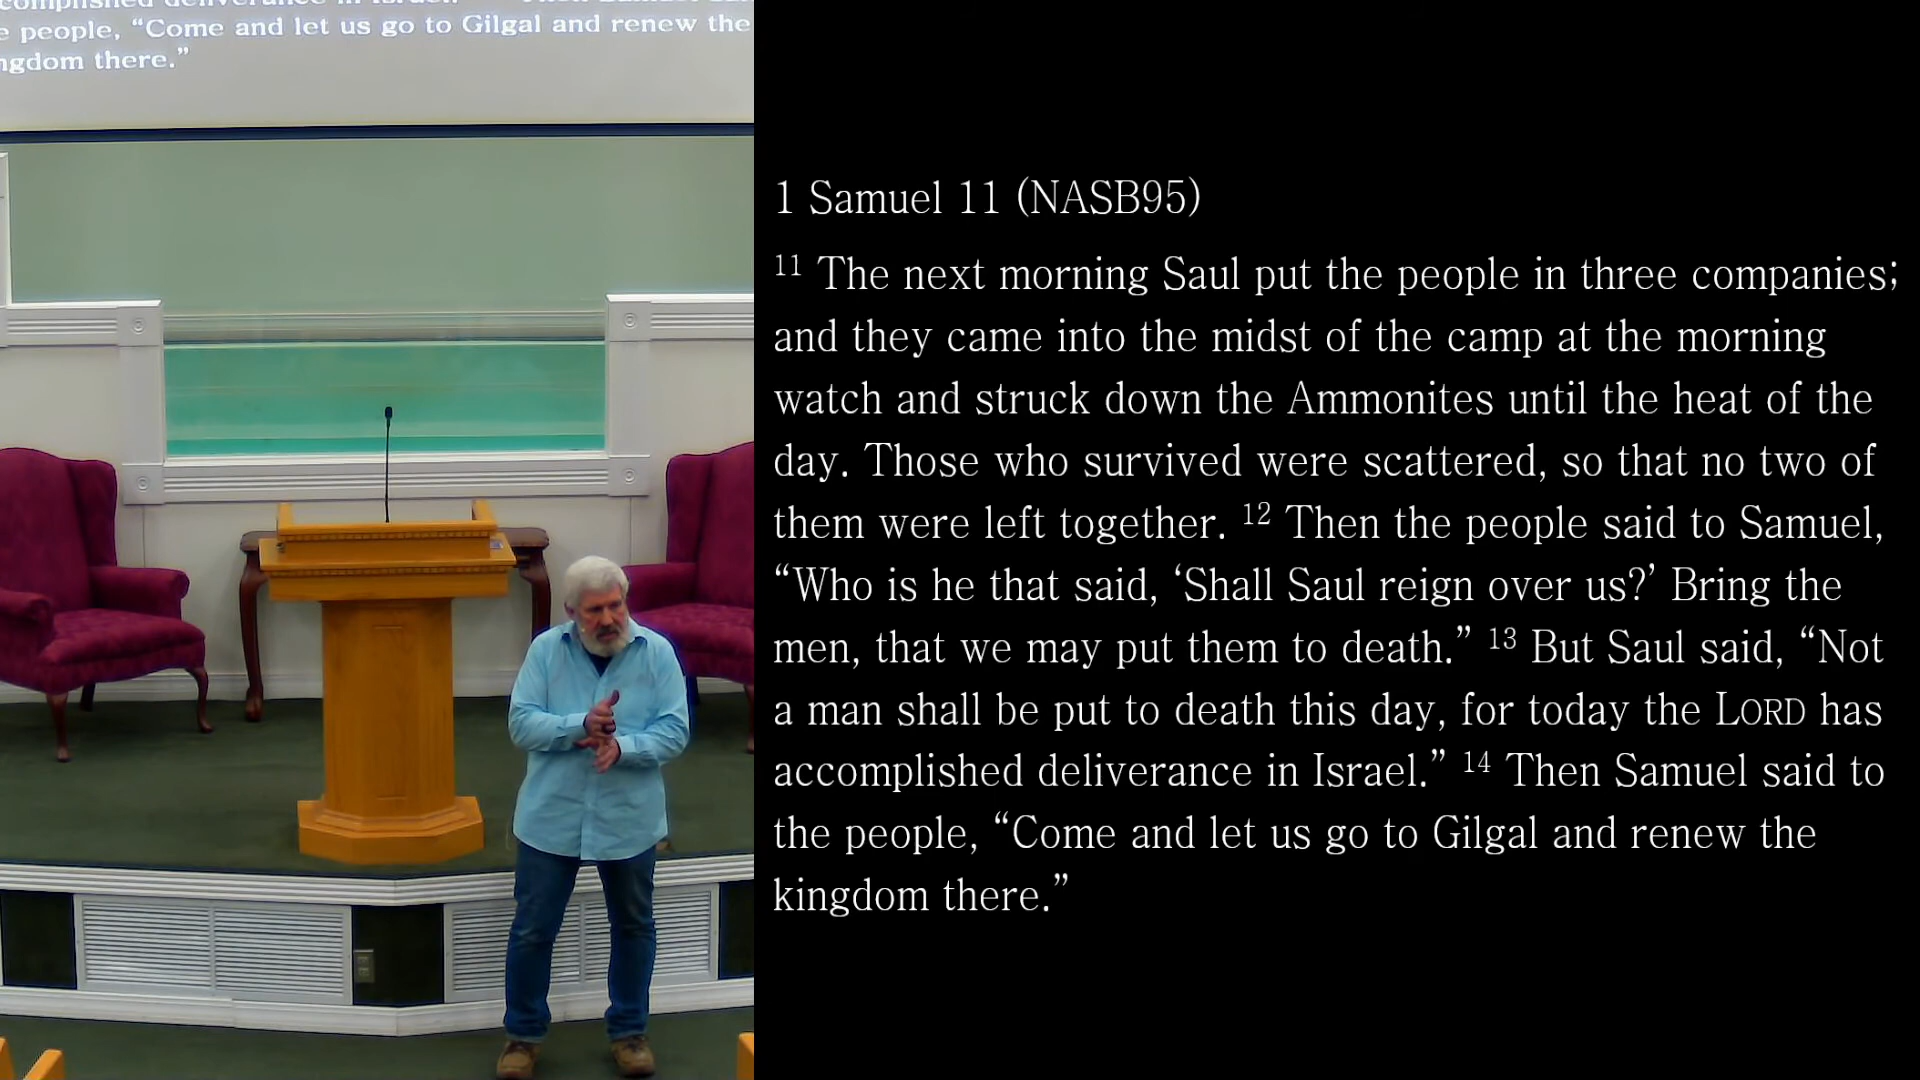 complished deliverance in Israel.
e people, “Come and let us go to Gilgal and renew the
ngdom there.”
1 Samuel 11 (NASB95)
11 The next morning Saul put the people in three companies;
and they came into the midst of the camp at the morning
watch and struck down the Ammonites until the heat of the
day. Those who survived were scattered, so that no two of
them were left together. 12 Then the people said to Samuel,
“Who is he that said, ‘Shall Saul reign over us?’ Bring the
men, that we may put them to death.” 13 But Saul said, “Not
a man shall be put to death this day, for today the LORD has
accomplished deliverance in Israel.” 14 Then Samuel said to
the people, “Come and let us go to Gilgal and renew the
kingdom there.”